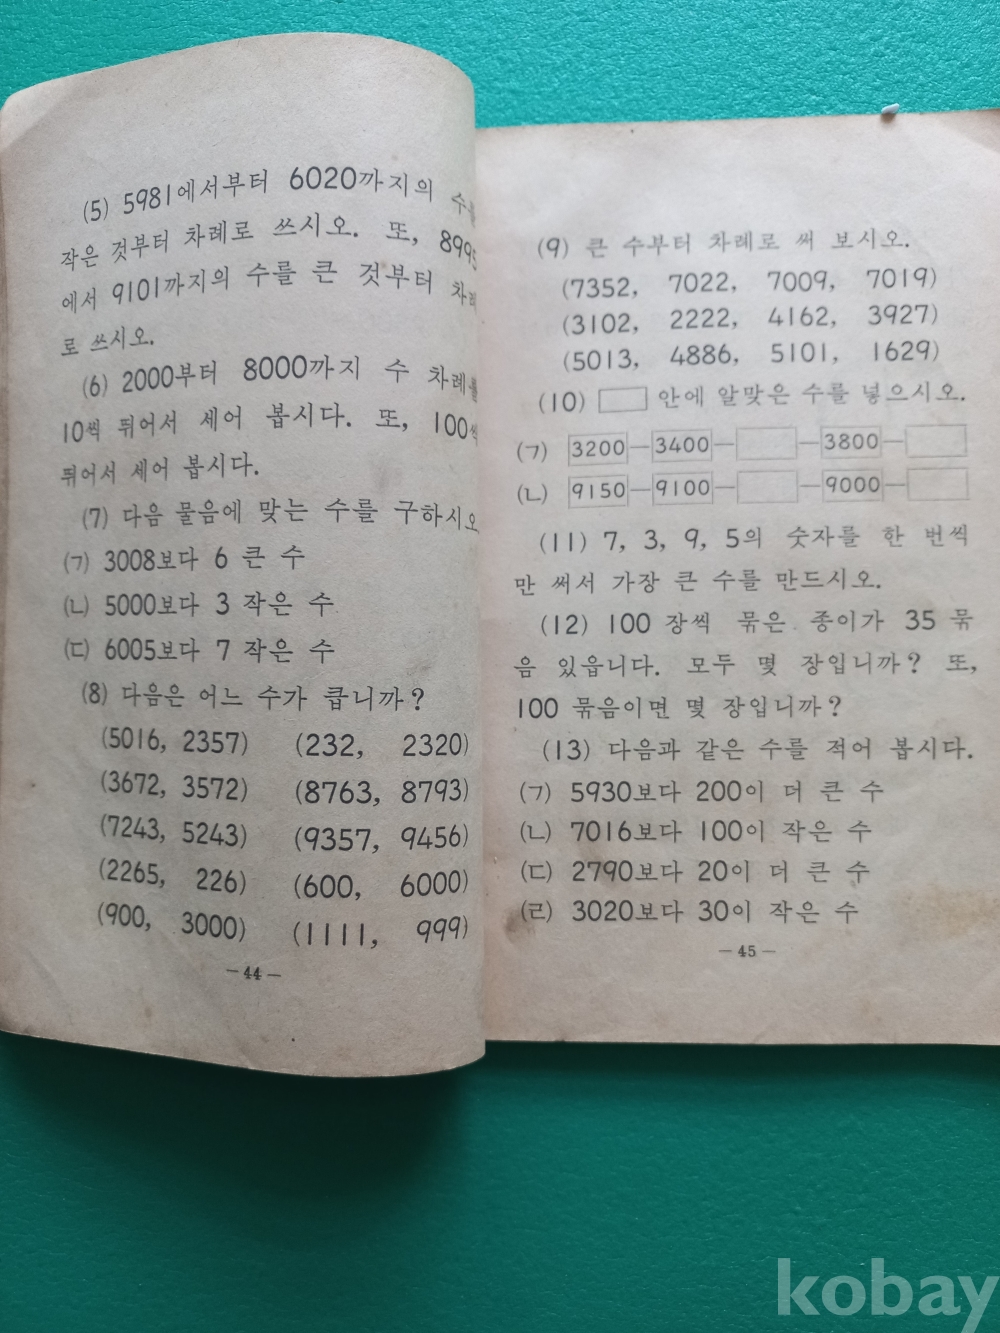 (5) 5981에서부터 6020까지의 수를
작은 것부터 차례로 쓰시오. 또, 8995
에서 9101까지의 수를 큰 것부터 차례
로 쓰시오.
(6) 2000부터 8000까지 수 차례를
10씩 뛰어서 세어 봅시다. 또, 100씩
뛰어서 세어 봅시다.
(7) 다음 물음에 맞는 수를 구하시오.
(ㄱ) 3008보다 6 큰 수
(ㄴ) 5000보다 3 작은 수
(ㄷ) 6005보다 7 작은 수
(8) 다음은 어느 수가 큽니까?
(5016, 2357) (232, 2320)
(3672, 3572) (8763, 8793)
(7243, 5243) (9357, 9456)
(2265, 226) (600, 6000)
(900, 3000) (1111, 999)
－44－
(9) 큰 수부터 차례로 써 보시오.
(7352, 7022, 7009, 7019)
(3102, 2222, 4162, 3927)
(5013, 4886, 5101, 1629)
(10) □ 안에 알맞은 수를 넣으시오.
(ㄱ) 3200－3400－□－3800－□
(ㄴ) 9150－9100－□－9000－□
(11) 7, 3, 9, 5의 숫자를 한 번씩
만 써서 가장 큰 수를 만드시오.
(12) 100 장씩 묶은 종이가 35 묶
음 있읍니다. 모두 몇 장입니까? 또,
100 묶음이면 몇 장입니까?
(13) 다음과 같은 수를 적어 봅시다.
(ㄱ) 5930보다 200이 더 큰 수
(ㄴ) 7016보다 100이 작은 수
(ㄷ) 2790보다 20이 더 큰 수
(ㄹ) 3020보다 30이 작은 수
－45－
kobay